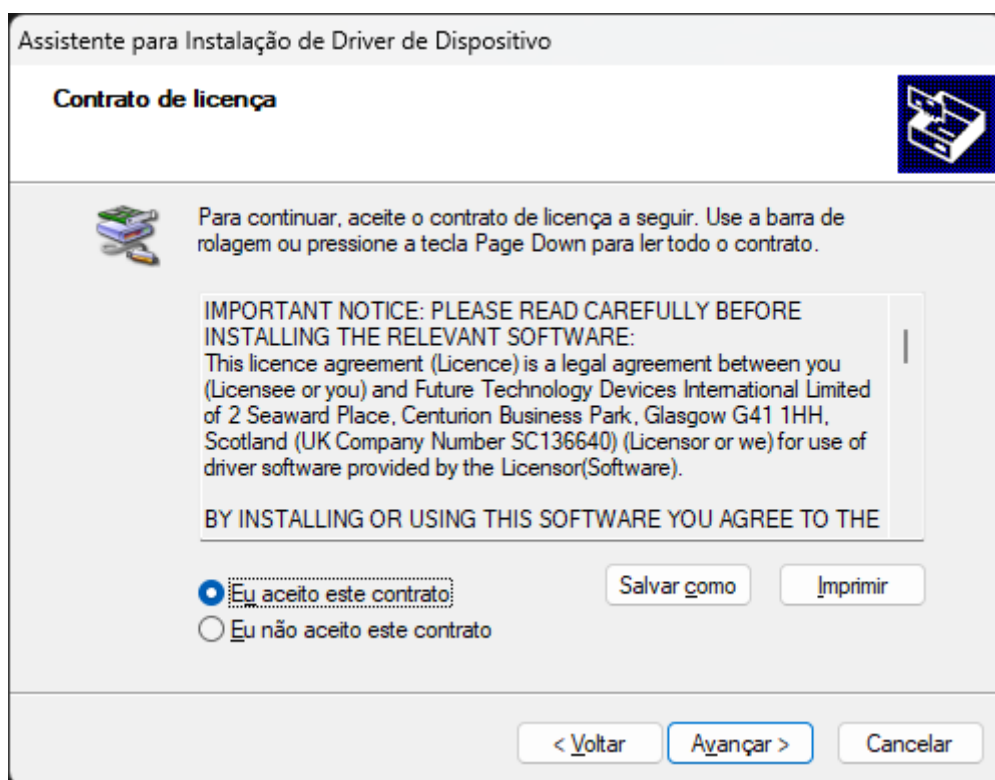 Assistente para Instalação de Driver de Dispositivo
Contrato de licença
Para continuar, aceite o contrato de licença a seguir. Use a barra de
rolagem ou pressione a tecla Page Down para ler todo o contrato.
IMPORTANT NOTICE: PLEASE READ CAREFULLY BEFORE
INSTALLING THE RELEVANT SOFTWARE:
This licence agreement (Licence) is a legal agreement between you
(Licensee or you) and Future Technology Devices International Limited
of 2 Seaward Place, Centurion Business Park, Glasgow G41 1HH,
Scotland (UK Company Number SC136640) (Licensor or we) for use of
driver software provided by the Licensor(Software).
BY INSTALLING OR USING THIS SOFTWARE YOU AGREE TO THE
Eu aceito este contrato
Salvar como
Imprimir
Eu não aceito este contrato
< Voltar
Avançar >
Cancelar